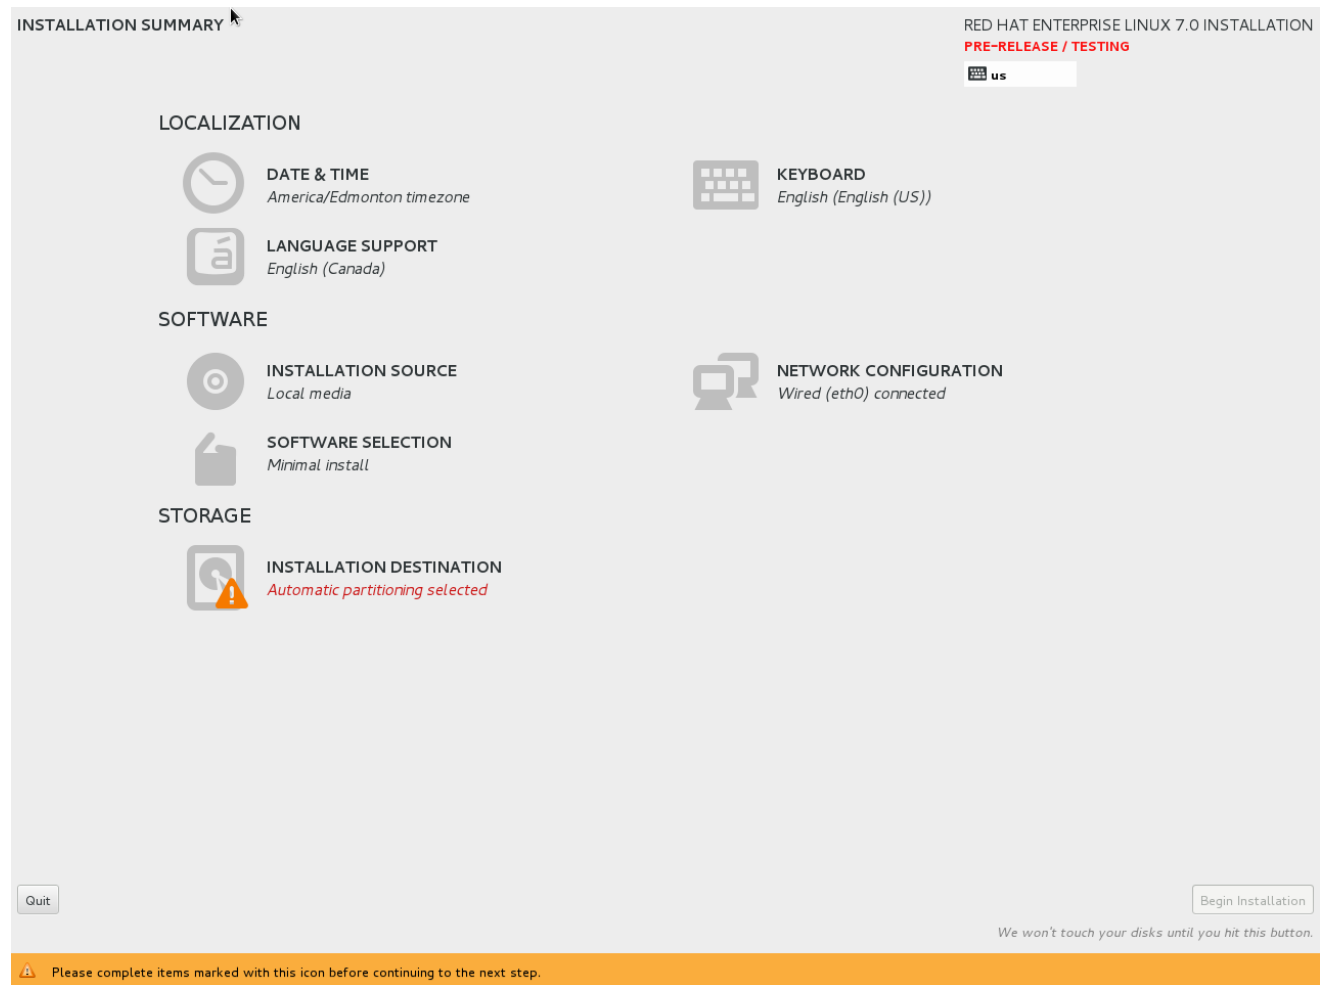 INSTALLATION SUMMARY
RED HAT ENTERPRISE LINUX 7.0 INSTALLATION
PRE-RELEASE / TESTING
us
LOCALIZATION
DATE & TIME
America/Edmonton timezone
KEYBOARD
English (English (US))
LANGUAGE SUPPORT
English (Canada)
SOFTWARE
INSTALLATION SOURCE
Local media
NETWORK CONFIGURATION
Wired (eth0) connected
SOFTWARE SELECTION
Minimal install
STORAGE
INSTALLATION DESTINATION
Automatic partitioning selected
Quit
Begin Installation
We won't touch your disks until you hit this button.
Please complete items marked with this icon before continuing to the next step.